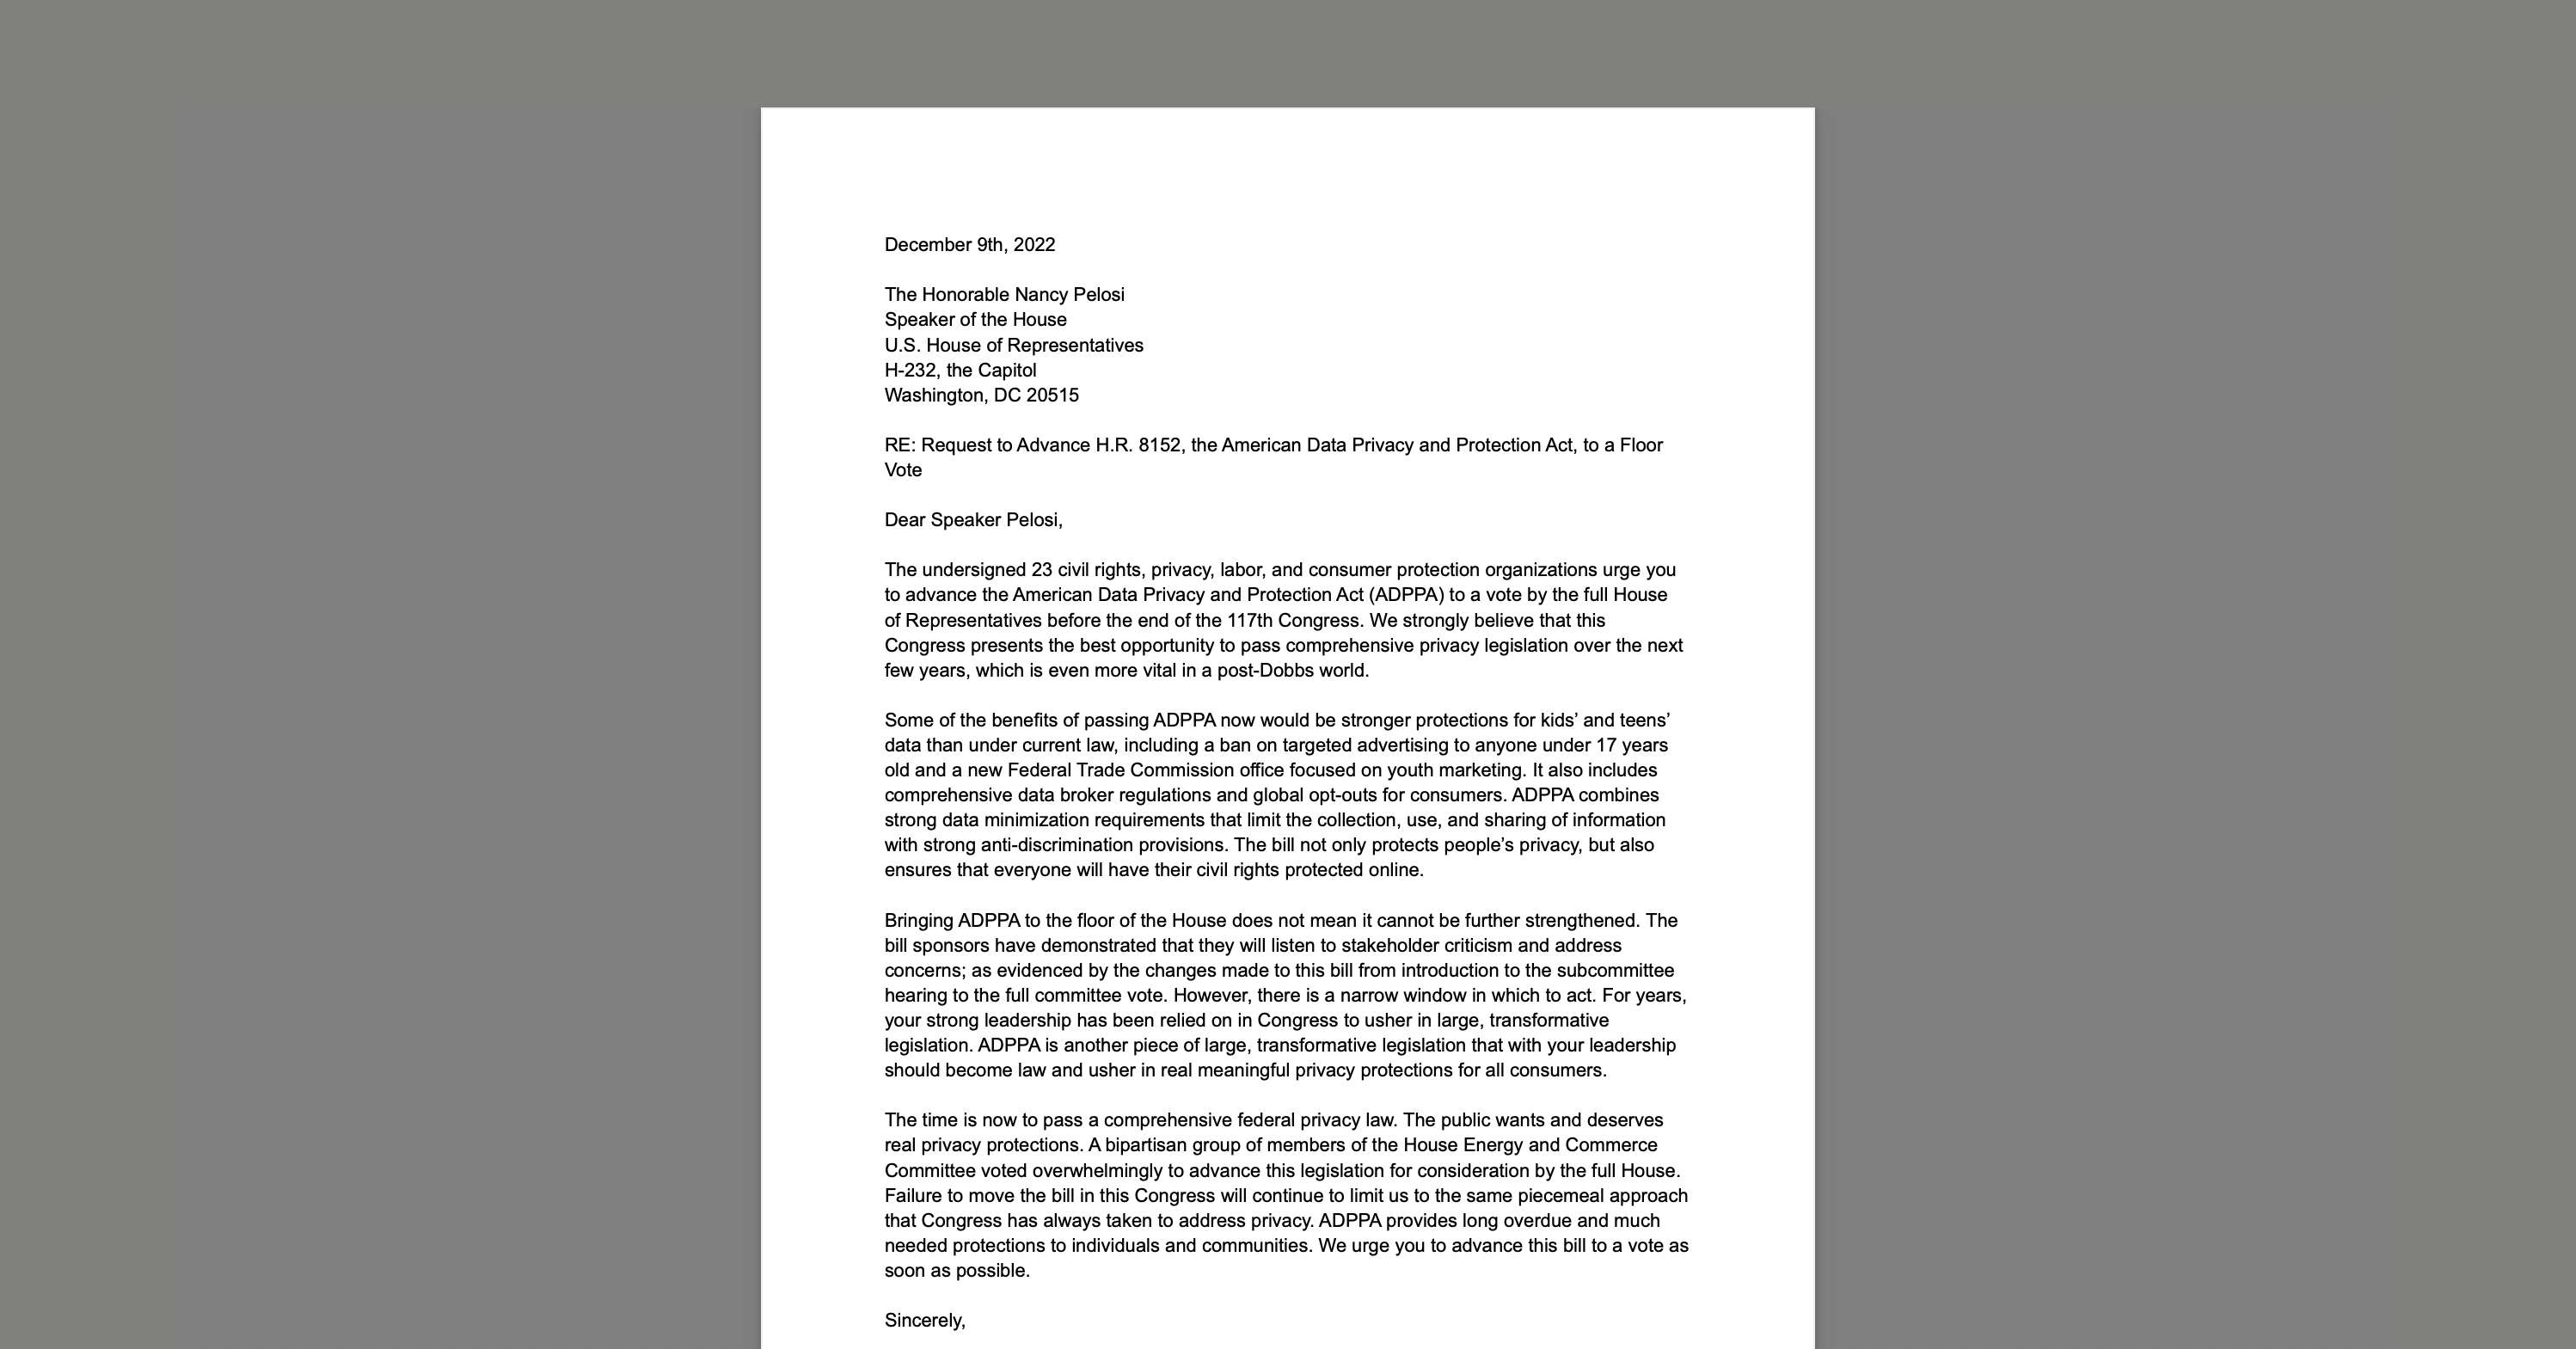 December 9th, 2022
The Honorable Nancy Pelosi
Speaker of the House
U.S. House of Representatives
H-232, the Capitol
Washington, DC 20515
RE: Request to Advance H.R. 8152, the American Data Privacy and Protection Act, to a Floor
Vote
Dear Speaker Pelosi,
The undersigned 23 civil rights, privacy, labor, and consumer protection organizations urge you
to advance the American Data Privacy and Protection Act (ADPPA) to a vote by the full House
of Representatives before the end of the 117th Congress. We strongly believe that this
Congress presents the best opportunity to pass comprehensive privacy legislation over the next
few years, which is even more vital in a post-Dobbs world.
Some of the benefits of passing ADPPA now would be stronger protections for kids’ and teens’
data than under current law, including a ban on targeted advertising to anyone under 17 years
old and a new Federal Trade Commission office focused on youth marketing. It also includes
comprehensive data broker regulations and global opt-outs for consumers. ADPPA combines
strong data minimization requirements that limit the collection, use, and sharing of information
with strong anti-discrimination provisions. The bill not only protects people’s privacy, but also
ensures that everyone will have their civil rights protected online.
Bringing ADPPA to the floor of the House does not mean it cannot be further strengthened. The
bill sponsors have demonstrated that they will listen to stakeholder criticism and address
concerns; as evidenced by the changes made to this bill from introduction to the subcommittee
hearing to the full committee vote. However, there is a narrow window in which to act. For years,
your strong leadership has been relied on in Congress to usher in large, transformative
legislation. ADPPA is another piece of large, transformative legislation that with your leadership
should become law and usher in real meaningful privacy protections for all consumers.
The time is now to pass a comprehensive federal privacy law. The public wants and deserves
real privacy protections. A bipartisan group of members of the House Energy and Commerce
Committee voted overwhelmingly to advance this legislation for consideration by the full House.
Failure to move the bill in this Congress will continue to limit us to the same piecemeal approach
that Congress has always taken to address privacy. ADPPA provides long overdue and much
needed protections to individuals and communities. We urge you to advance this bill to a vote as
soon as possible.
Sincerely,